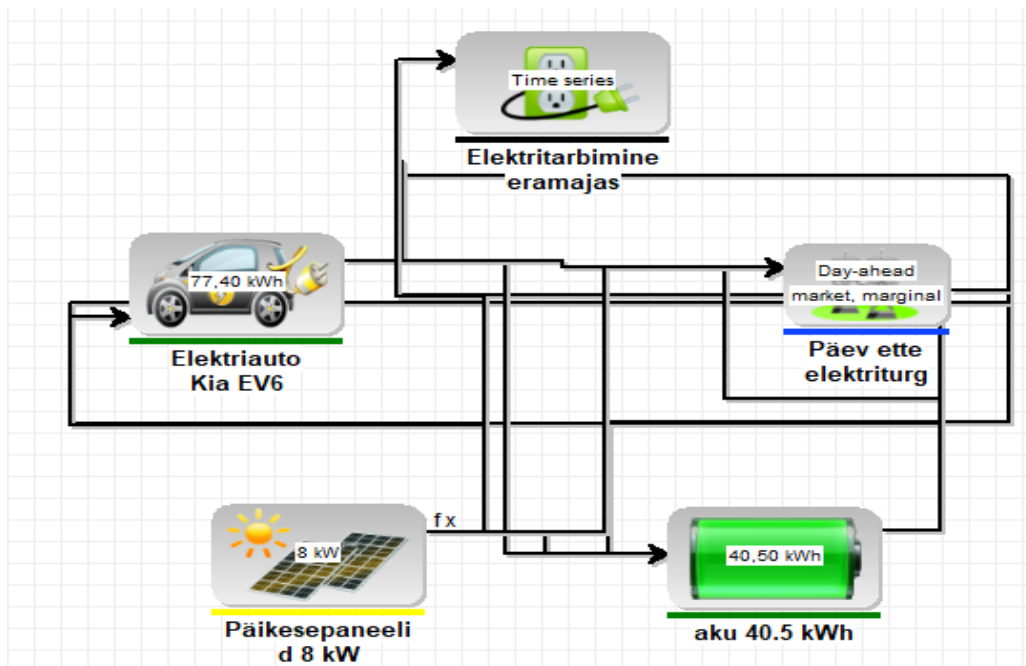 Time series
Elektritarbimine
eramajas
77,40 kWh
Elektriauto
Kia EV6
Day-ahead
market, marginal
Päev ette
elektriturg
f x
8 kW
Päikesepaneeli
d 8 kW
40,50 kWh
aku 40.5 kWh